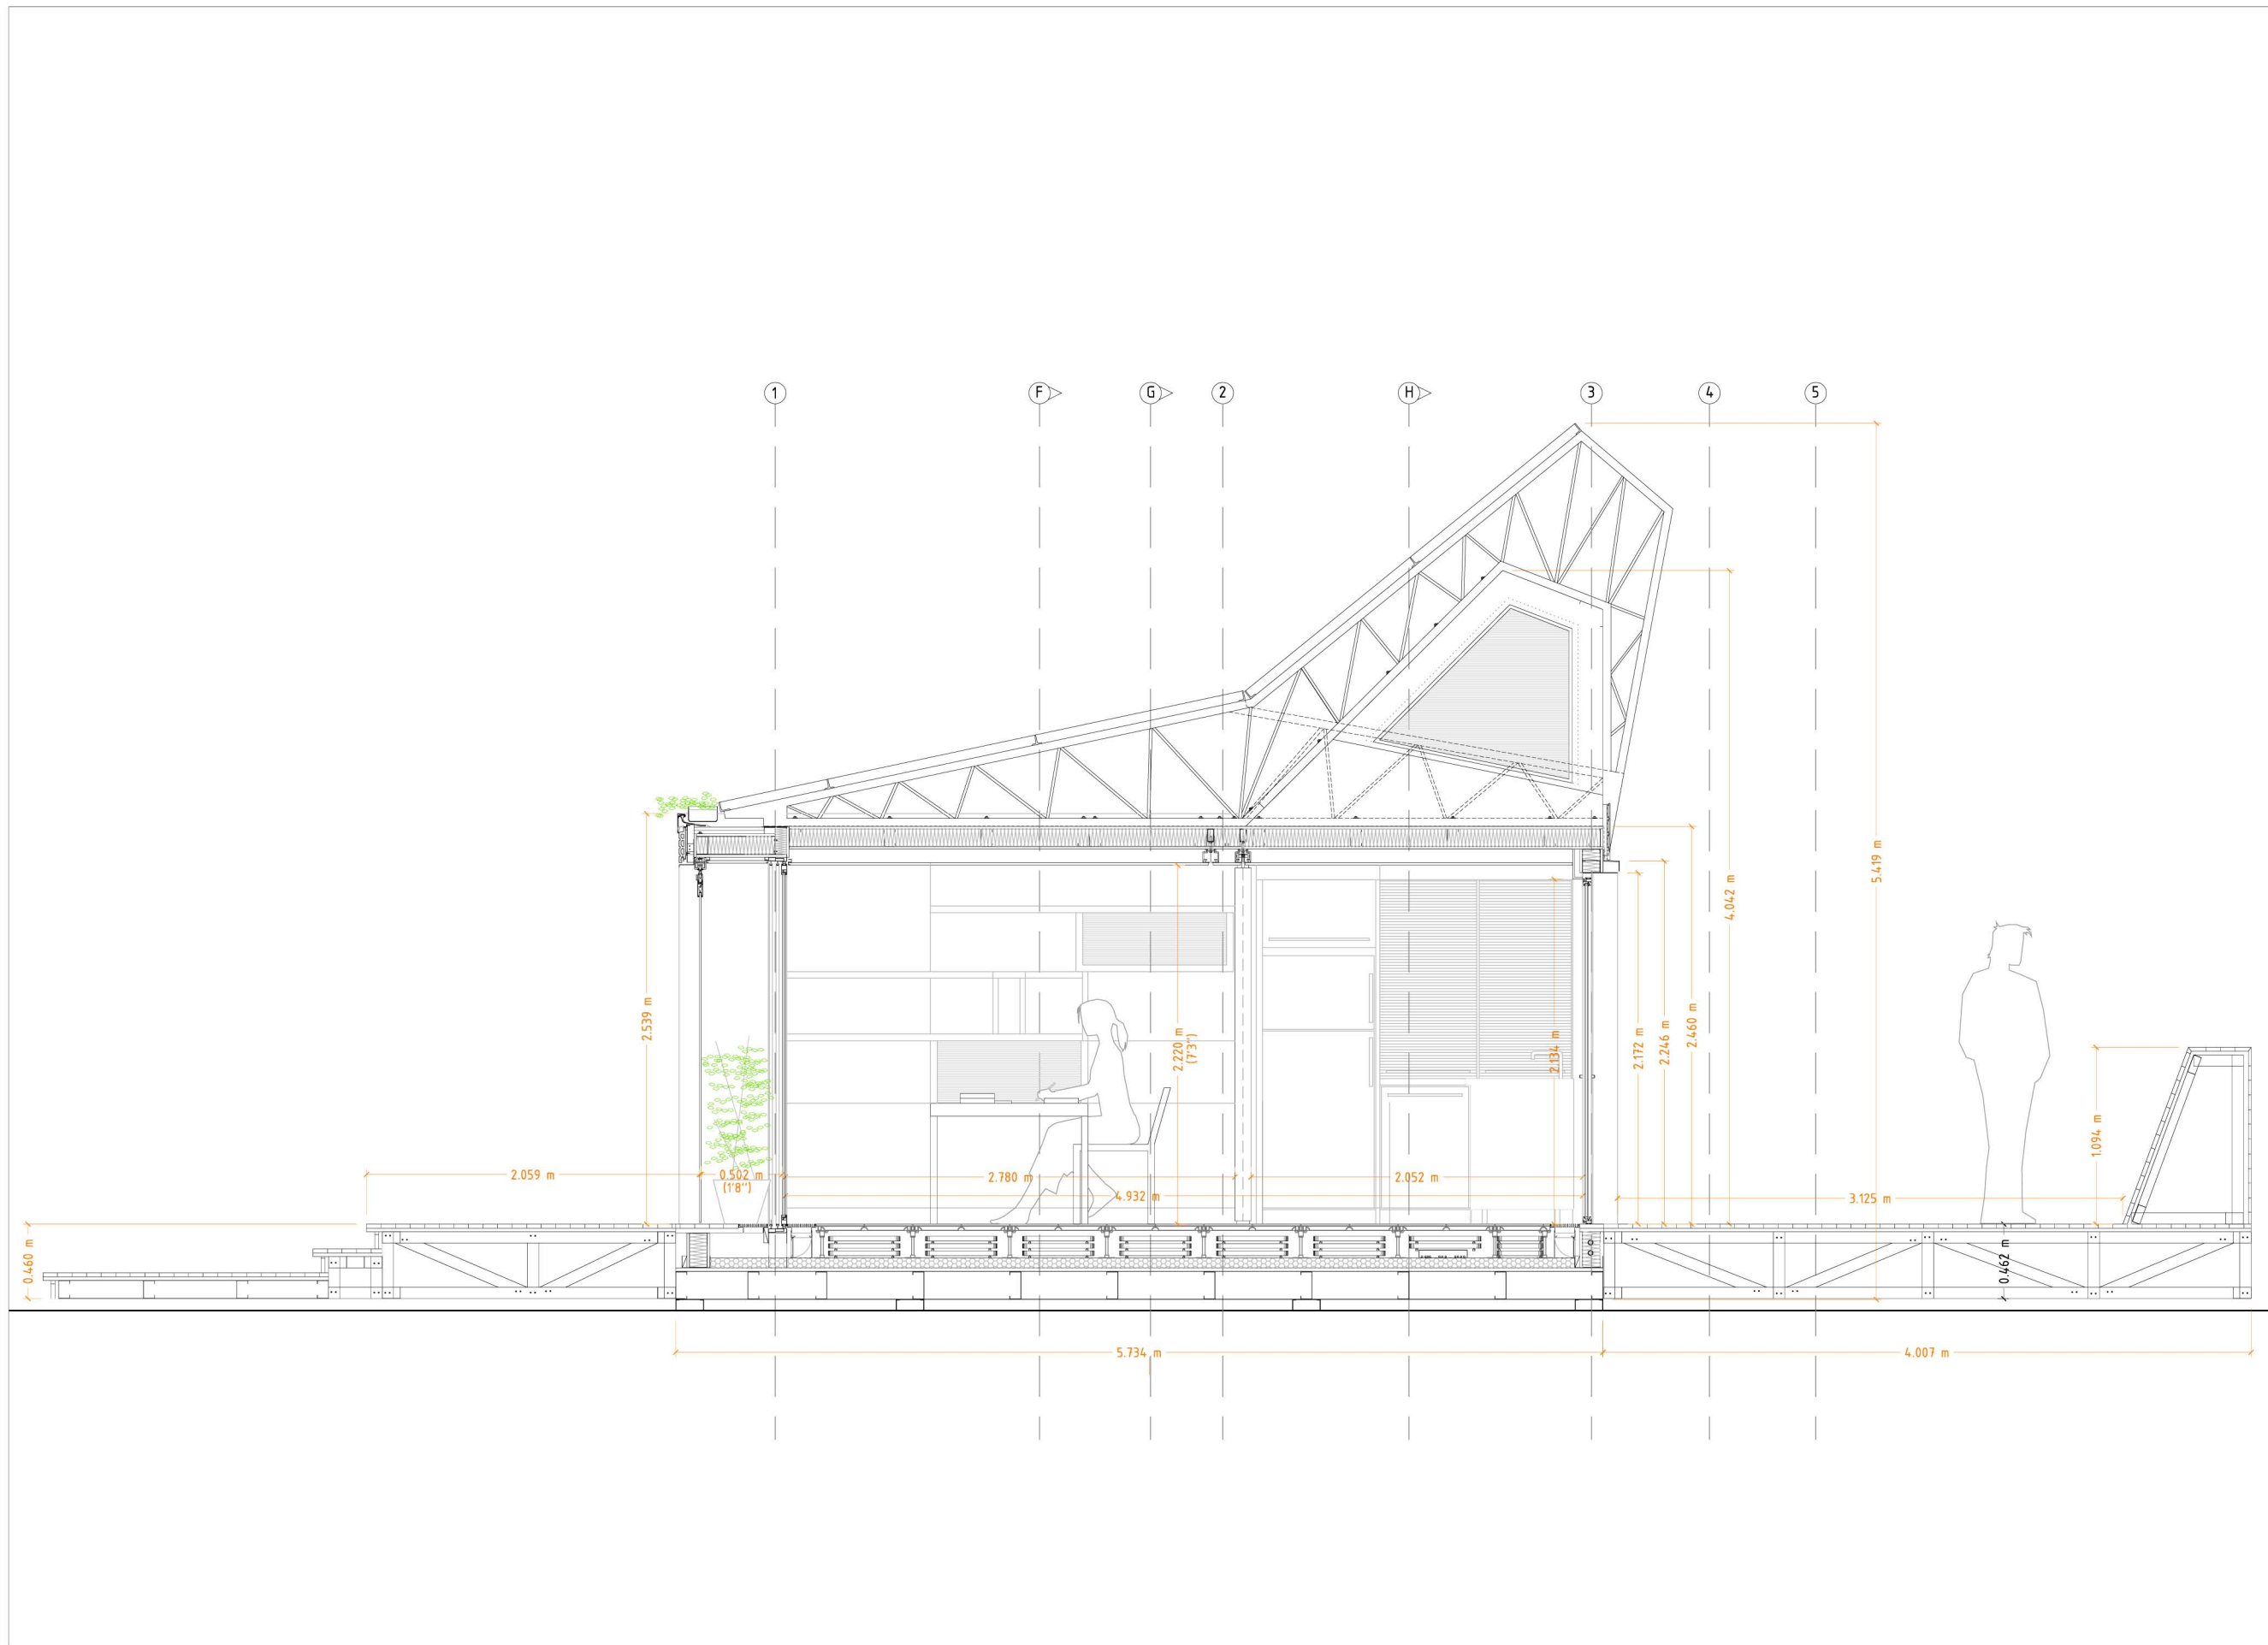 1
F
G
2
H
3
4
5
5.419 m
4.042 m
2.539 m
2.220 m
(7'3'')
2.134 m
2.172 m
2.246 m
2.460 m
1.094 m
2.059 m
0.502 m
(1'8'')
2.780 m
2.052 m
4.932 m
3.125 m
0.460 m
0.462 m
5.734 m
4.007 m